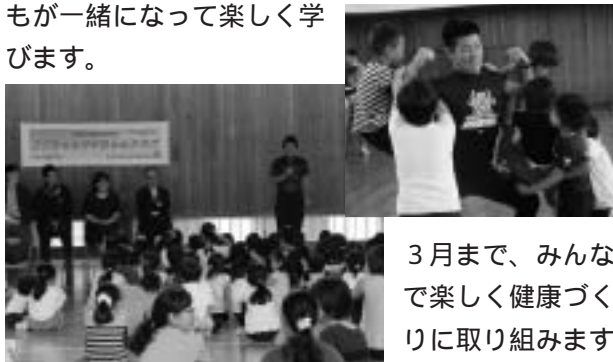 もが一緒になって楽しく学
びます。
３月まで、みんな
で楽しく健康づく
りに取り組みます